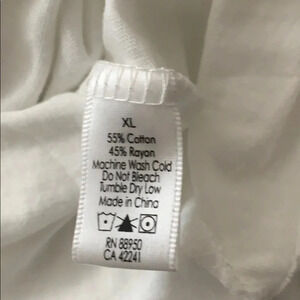 XL
55% Cotton
45% Rayon
Machine Wash Cold
Do Not Bleach
Tumble Dry Low
Made in China
RN 88950
CA 42241